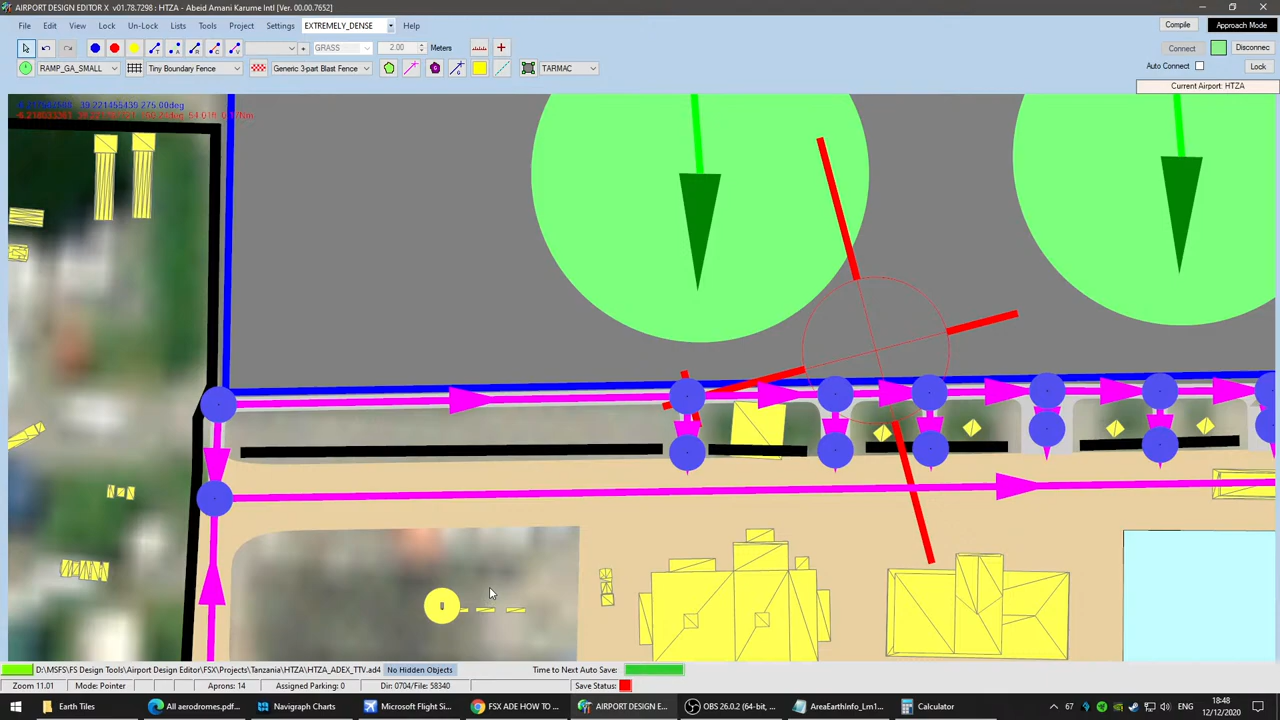 AIRPORT DESIGN EDITOR X v01.78.7298 : HTZA - Abeid Amani Karume Intl [Ver. 00.00.7652]
File Edit View Lock Un-Lock Lists Tools Project Settings EXTREMELY_DENSE Help
Compile Approach Mode
GRASS 2.00 Meters
Connect Disconnec
RAMP_GA_SMALL Tiny Boundary Fence Generic 3-part Blast Fence TARMAC
Auto Connect Lock
Current Airport: HTZA
D:\MSFS\FS Design Tools\Airport Design Editor\FSX\Projects\Tanzania\HTZA\HTZA_ADEX_TTV.ad4 No Hidden Objects Time to Next Auto Save:
Zoom 11.01 Mode: Pointer Aprons: 14 Assigned Parking: 0 Dir: 0704/File 58340 Save Status:
Earth Tiles All aerodromes.pdf ... Navigraph Charts Microsoft Flight Si... FSX ADE HOW TO ... AIRPORT DESIGN E... OBS 26.0.2 (64-bit, ... AreaEarthInfo_Lm1... Calculator 67 ENG 18:48
12/12/2020